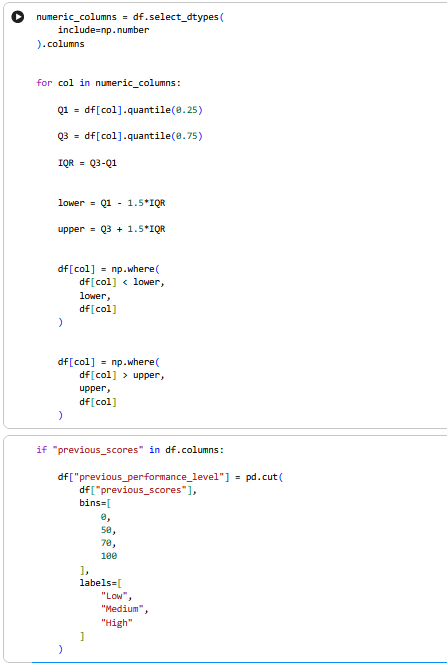 numeric_columns = df.select_dtypes(
    include=np.number
).columns
for col in numeric_columns:
    Q1 = df[col].quantile(0.25)
    Q3 = df[col].quantile(0.75)
    IQR = Q3-Q1
    lower = Q1 - 1.5*IQR
    upper = Q3 + 1.5*IQR
    df[col] = np.where(
        df[col] < lower,
        lower,
        df[col]
    )
    df[col] = np.where(
        df[col] > upper,
        upper,
        df[col]
    )
if "previous_scores" in df.columns:
    df["previous_performance_level"] = pd.cut(
        df["previous_scores"],
        bins=[
            0,
            50,
            70,
            100
        ],
        labels=[
            "Low",
            "Medium",
            "High"
        ]
    )